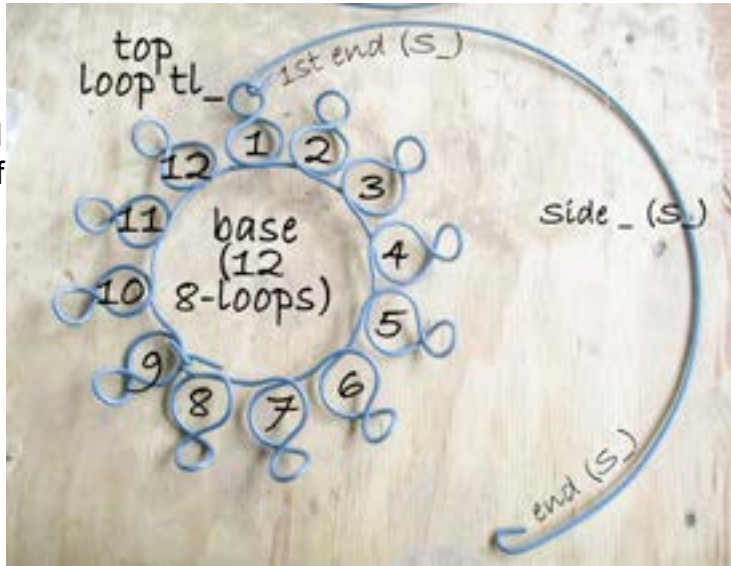 top
loop tl_
1st end (S_)
1
2
3
4
5
6
7
8
9
10
11
12
base
(12
8-loops)
Side _ (S_)
end (S_)